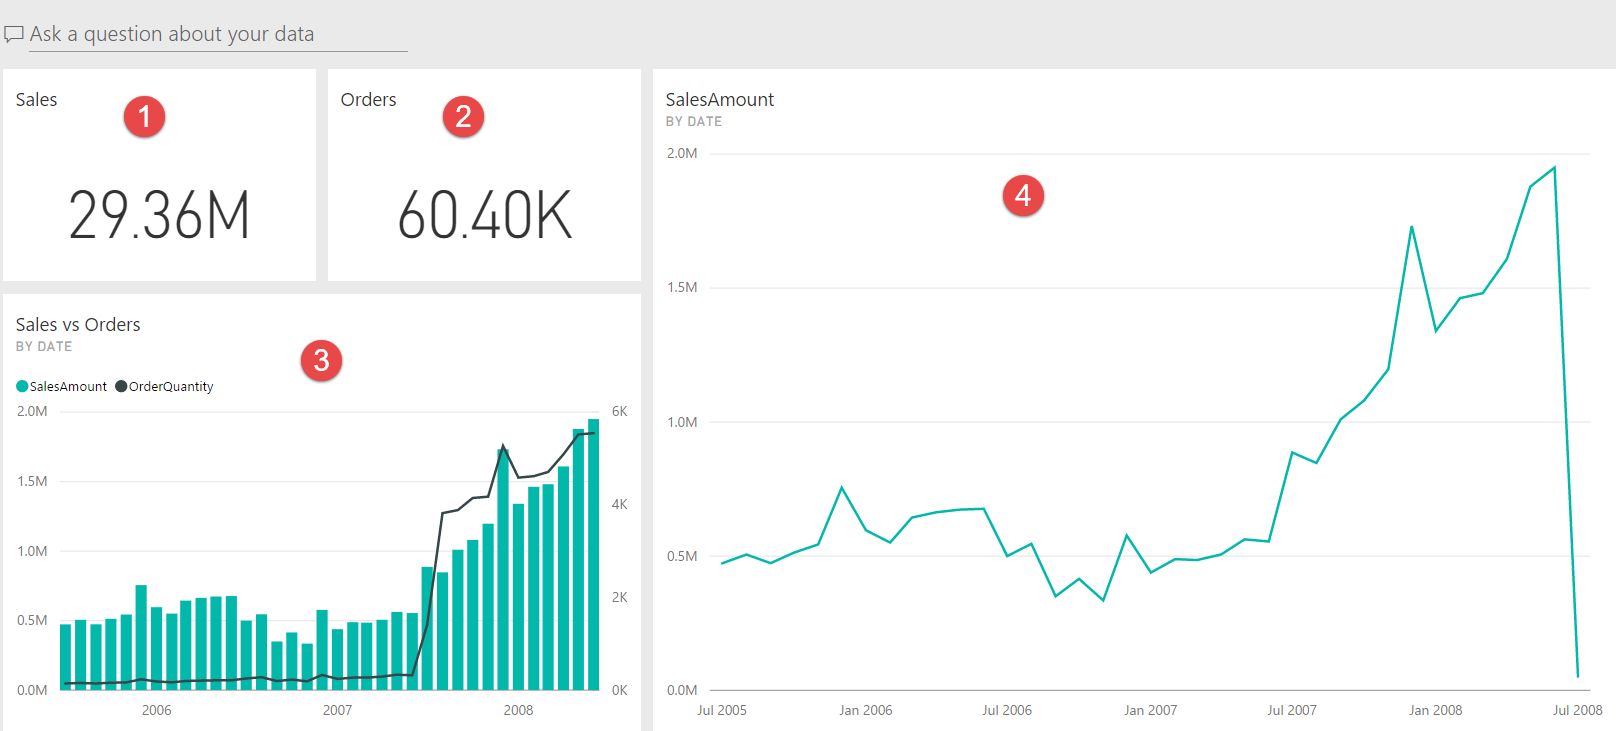 Ask a question about your data
Sales
1
29.36M
Orders
2
60.40K
Sales vs Orders
BY DATE
3
SalesAmount OrderQuantity
2.0M
1.5M
1.0M
0.5M
0.0M
6K
4K
2K
0K
2006 2007 2008
SalesAmount
BY DATE
4
2.0M
1.5M
1.0M
0.5M
0.0M
Jul 2005 Jan 2006 Jul 2006 Jan 2007 Jul 2007 Jan 2008 Jul 2008